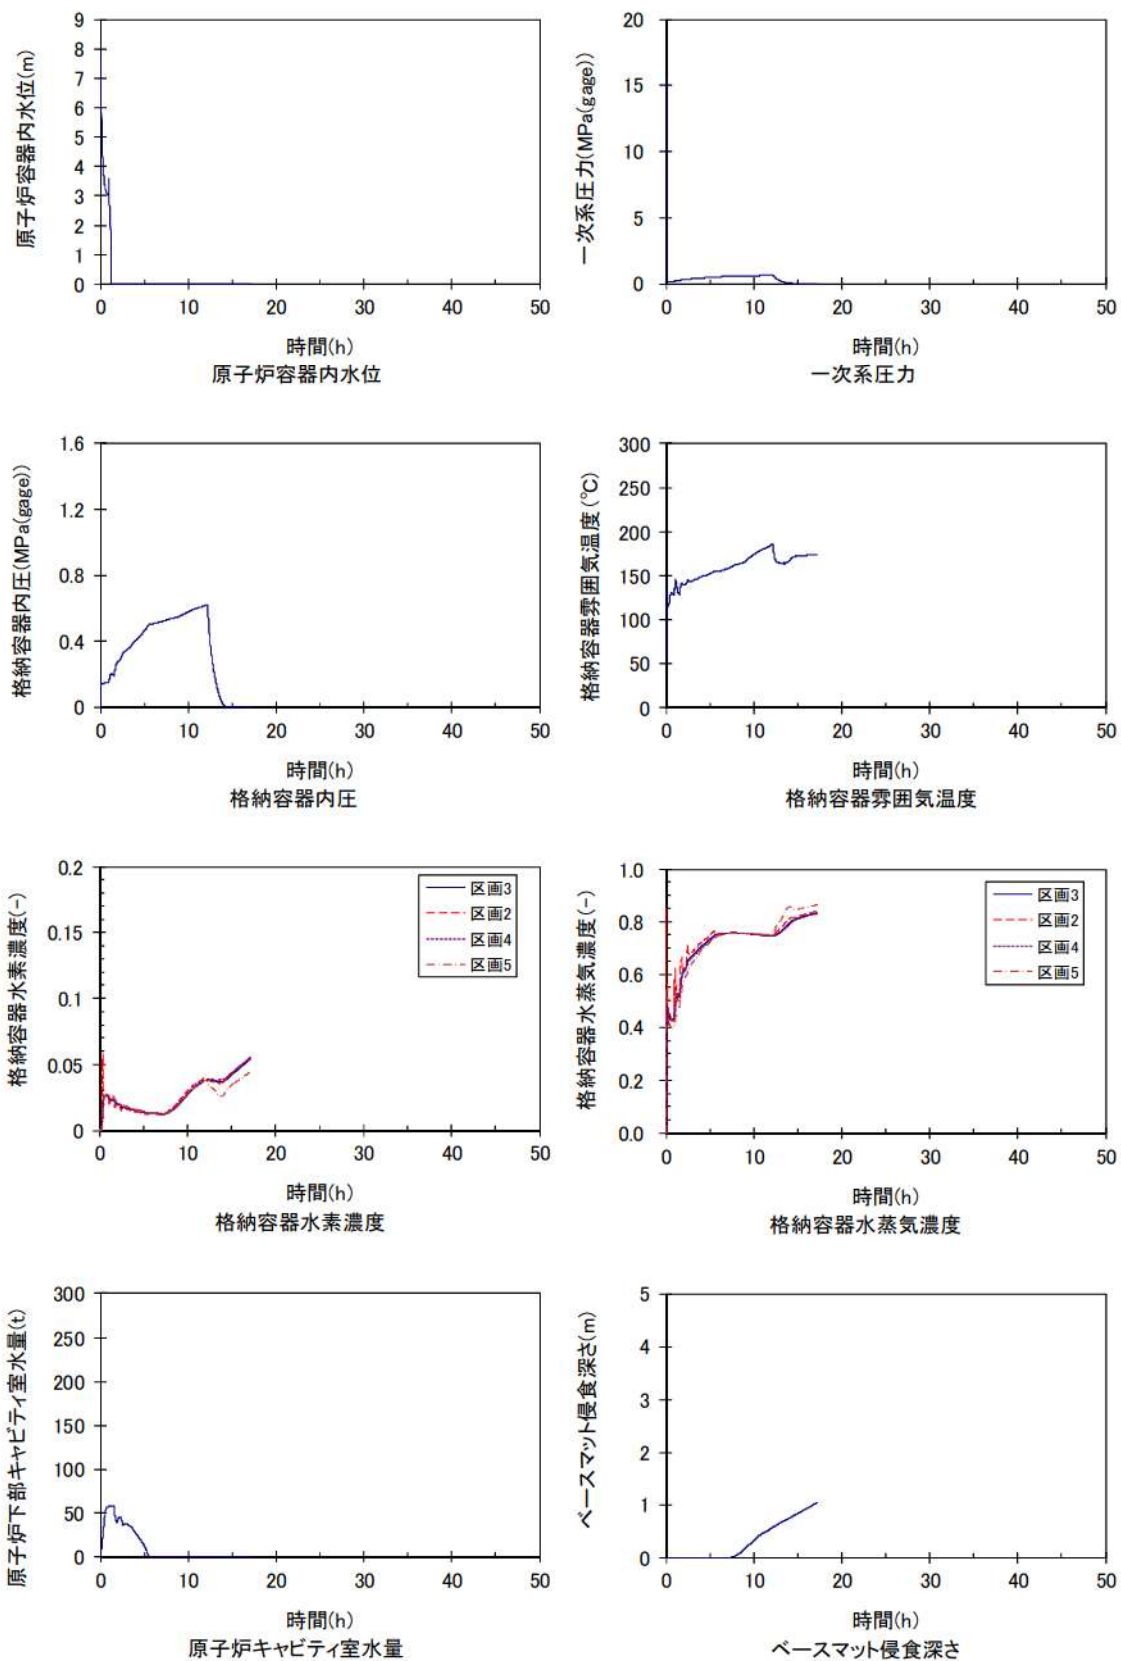 原子炉容器内水位(m)
9
8
7
6
5
4
3
2
1
0
0 10 20 30 40 50
時間(h)
原子炉容器内水位
一次系圧力(MPa(gage))
20
15
10
5
0
0 10 20 30 40 50
時間(h)
一次系圧力
格納容器内圧(MPa(gage))
1.6
1.2
0.8
0.4
0
0 10 20 30 40 50
時間(h)
格納容器内圧
格納容器雰囲気温度(℃)
300
250
200
150
100
50
0
0 10 20 30 40 50
時間(h)
格納容器雰囲気温度
格納容器水素濃度(-)
0.2
0.15
0.1
0.05
0
区画3
区画2
区画4
区画5
0 10 20 30 40 50
時間(h)
格納容器水素濃度
格納容器水蒸気濃度(-)
1.0
0.8
0.6
0.4
0.2
0.0
区画3
区画2
区画4
区画5
0 10 20 30 40 50
時間(h)
格納容器水蒸気濃度
原子炉下部キャビティ室水量(t)
300
250
200
150
100
50
0
0 10 20 30 40 50
時間(h)
原子炉キャビティ室水量
ベースマット侵食深さ(m)
5
4
3
2
1
0
0 10 20 30 40 50
時間(h)
ベースマット侵食深さ